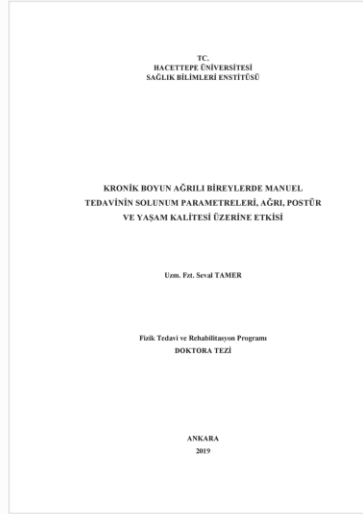 TC.
HACETTEPE ÜNİVERSİTESİ
SAĞLIK BİLİMLERİ ENSTİTÜSÜ
KRONİK BOYUN AĞRILI BİREYLERDE MANUEL
TEDAVİNİN SOLUNUM PARAMETRELERİ, AĞRI, POSTÜR
VE YAŞAM KALİTESİ ÜZERİNE ETKİSİ
Uzm. Fzt. Seval TAMER
Fizik Tedavi ve Rehabilitasyon Programı
DOKTORA TEZİ
ANKARA
2019